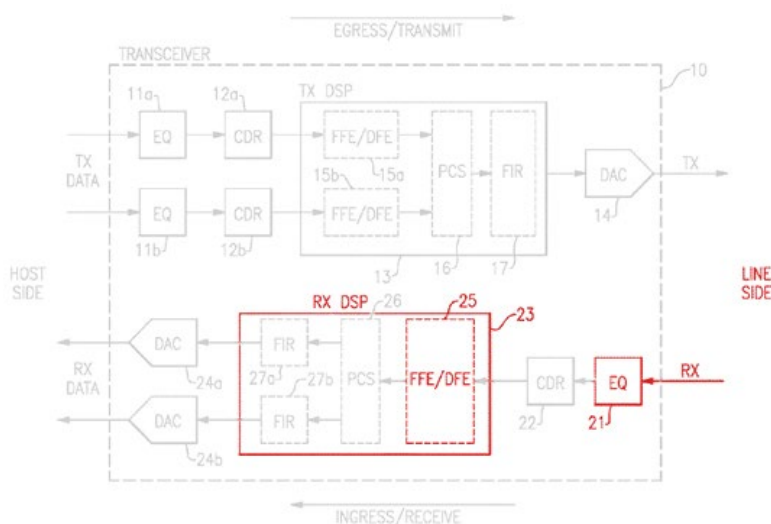 EGRESS/TRANSMIT
TRANSCEIVER
10
TX DSP
11a
12a
EQ
CDR
FFE/DFE
TX DATA
15b
15a
PCS
FIR
DAC
TX
14
EQ
CDR
FFE/DFE
11b
12b
13
16
17
HOST SIDE
LINE SIDE
RX DSP
26
25
23
DAC
FIR
24a
27a
27b
PCS
FFE/DFE
CDR
EQ
RX
RX DATA
22
21
DAC
FIR
24b
INGRESS/RECEIVE